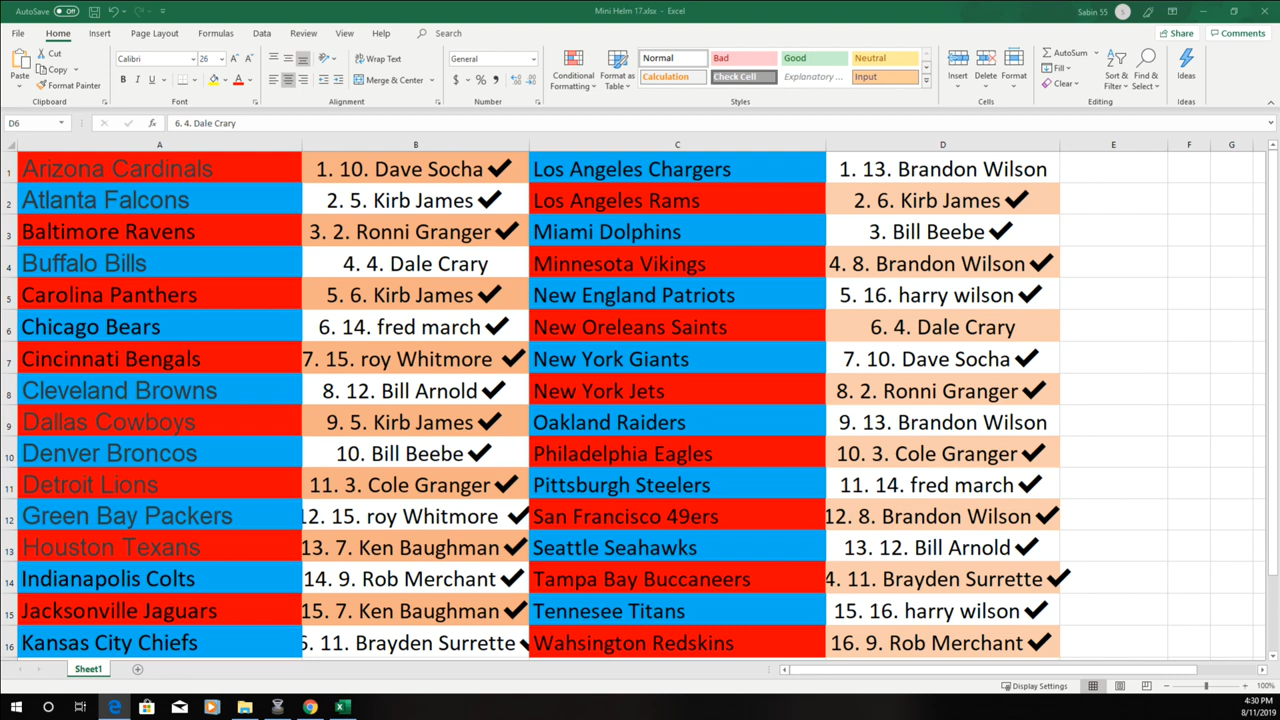 AutoSave Off
Mini Helm 17.xlsx - Excel
Sabin 55 S
File Home Insert Page Layout Formulas Data Review View Help Search Share Comments
Paste Cut Copy Format Painter Clipboard
Calibri 26 B I U A A Font
Wrap Text Merge & Center Alignment
General $ % Number
Conditional Formatting Format as Table
Normal Bad Good Neutral
Calculation Check Cell Explanatory ... Input
Styles
Insert Delete Format Cells
AutoSum Fill Clear Sort & Filter Find & Select Editing
Ideas Ideas
D6 fx 6. 4. Dale Crary
A B C D E F G
1 Arizona Cardinals 1. 10. Dave Socha ✔ Los Angeles Chargers 1. 13. Brandon Wilson
2 Atlanta Falcons 2. 5. Kirb James ✔ Los Angeles Rams 2. 6. Kirb James ✔
3 Baltimore Ravens 3. 2. Ronni Granger ✔ Miami Dolphins 3. Bill Beebe ✔
4 Buffalo Bills 4. 4. Dale Crary Minnesota Vikings 4. 8. Brandon Wilson ✔
5 Carolina Panthers 5. 6. Kirb James ✔ New England Patriots 5. 16. harry wilson ✔
6 Chicago Bears 6. 14. fred march ✔ New Oreleans Saints 6. 4. Dale Crary
7 Cincinnati Bengals 7. 15. roy Whitmore ✔ New York Giants 7. 10. Dave Socha ✔
8 Cleveland Browns 8. 12. Bill Arnold ✔ New York Jets 8. 2. Ronni Granger ✔
9 Dallas Cowboys 9. 5. Kirb James ✔ Oakland Raiders 9. 13. Brandon Wilson
10 Denver Broncos 10. Bill Beebe ✔ Philadelphia Eagles 10. 3. Cole Granger ✔
11 Detroit Lions 11. 3. Cole Granger ✔ Pittsburgh Steelers 11. 14. fred march ✔
12 Green Bay Packers 12. 15. roy Whitmore ✔ San Francisco 49ers 12. 8. Brandon Wilson ✔
13 Houston Texans 13. 7. Ken Baughman ✔ Seattle Seahawks 13. 12. Bill Arnold ✔
14 Indianapolis Colts 14. 9. Rob Merchant ✔ Tampa Bay Buccaneers 4. 11. Brayden Surrette ✔
15 Jacksonville Jaguars 15. 7. Ken Baughman ✔ Tennesee Titans 15. 16. harry wilson ✔
16 Kansas City Chiefs 11. Brayden Surrette ✔ Wahsington Redskins 16. 9. Rob Merchant ✔
Sheet1
Display Settings 100%
4:30 PM
8/11/2019